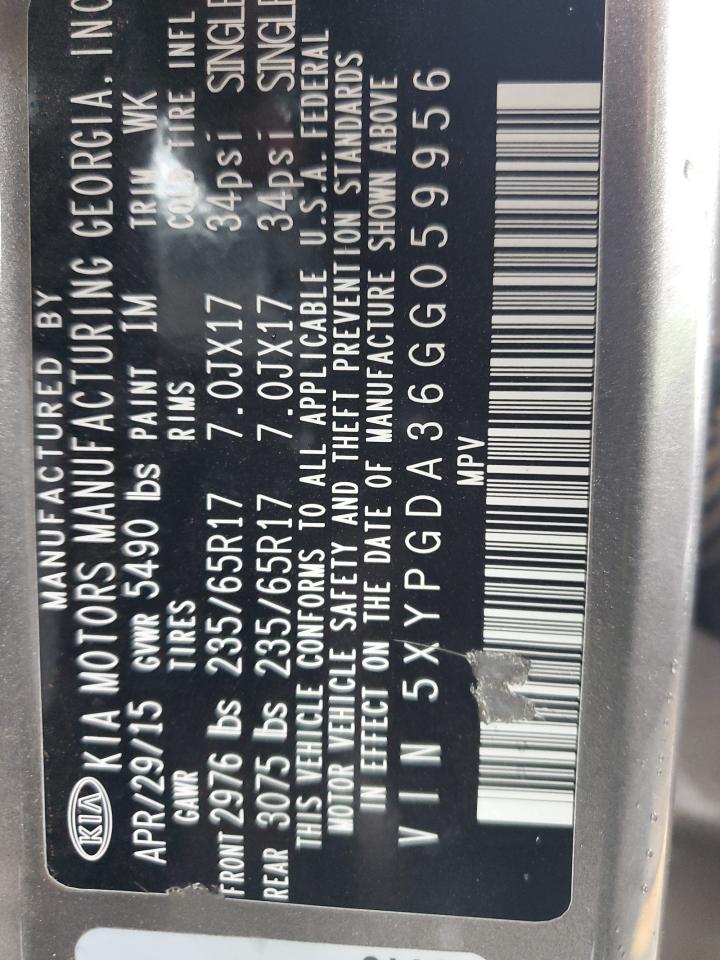 MANUFACTURED BY
KIA KIA MOTORS MANUFACTURING GEORGIA, INC
APR/29/15 GVWR 5490 lbs PAINT IM TRIM WK
GAWR TIRES RIMS COLD TIRE INFL
FRONT 2976 lbs 235/65R17 7.0JX17 34psi SINGLE
REAR 3075 lbs 235/65R17 7.0JX17 34psi SINGLE
THIS VEHICLE CONFORMS TO ALL APPLICABLE U.S.A. FEDERAL
MOTOR VEHICLE SAFETY AND THEFT PREVENTION STANDARDS
IN EFFECT ON THE DATE OF MANUFACTURE SHOWN ABOVE
VIN 5XYPGDA36GG059956
MPV